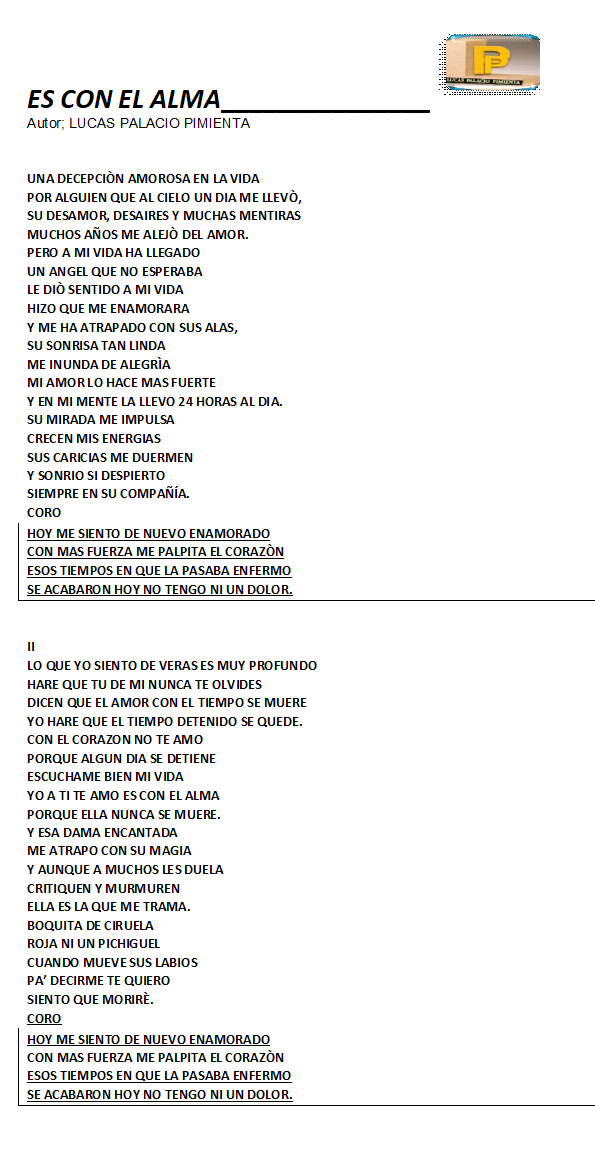 PP
LUCAS PALACIO PIMIENTA
ES CON EL ALMA_______________
Autor; LUCAS PALACIO PIMIENTA
UNA DECEPCIÒN AMOROSA EN LA VIDA
POR ALGUIEN QUE AL CIELO UN DIA ME LLEVÒ,
SU DESAMOR, DESAIRES Y MUCHAS MENTIRAS
MUCHOS AÑOS ME ALEJÒ DEL AMOR.
PERO A MI VIDA HA LLEGADO
UN ANGEL QUE NO ESPERABA
LE DIÒ SENTIDO A MI VIDA
HIZO QUE ME ENAMORARA
Y ME HA ATRAPADO CON SUS ALAS,
SU SONRISA TAN LINDA
ME INUNDA DE ALEGRÌA
MI AMOR LO HACE MAS FUERTE
Y EN MI MENTE LA LLEVO 24 HORAS AL DIA.
SU MIRADA ME IMPULSA
CRECEN MIS ENERGIAS
SUS CARICIAS ME DUERMEN
Y SONRIO SI DESPIERTO
SIEMPRE EN SU COMPAÑÍA.
CORO
HOY ME SIENTO DE NUEVO ENAMORADO
CON MAS FUERZA ME PALPITA EL CORAZÒN
ESOS TIEMPOS EN QUE LA PASABA ENFERMO
SE ACABARON HOY NO TENGO NI UN DOLOR.
II
LO QUE YO SIENTO DE VERAS ES MUY PROFUNDO
HARE QUE TU DE MI NUNCA TE OLVIDES
DICEN QUE EL AMOR CON EL TIEMPO SE MUERE
YO HARE QUE EL TIEMPO DETENIDO SE QUEDE.
CON EL CORAZON NO TE AMO
PORQUE ALGUN DIA SE DETIENE
ESCUCHAME BIEN MI VIDA
YO A TI TE AMO ES CON EL ALMA
PORQUE ELLA NUNCA SE MUERE.
Y ESA DAMA ENCANTADA
ME ATRAPO CON SU MAGIA
Y AUNQUE A MUCHOS LES DUELA
CRITIQUEN Y MURMUREN
ELLA ES LA QUE ME TRAMA.
BOQUITA DE CIRUELA
ROJA NI UN PICHIGUEL
CUANDO MUEVE SUS LABIOS
PA’ DECIRME TE QUIERO
SIENTO QUE MORIRÈ.
CORO
HOY ME SIENTO DE NUEVO ENAMORADO
CON MAS FUERZA ME PALPITA EL CORAZÒN
ESOS TIEMPOS EN QUE LA PASABA ENFERMO
SE ACABARON HOY NO TENGO NI UN DOLOR.